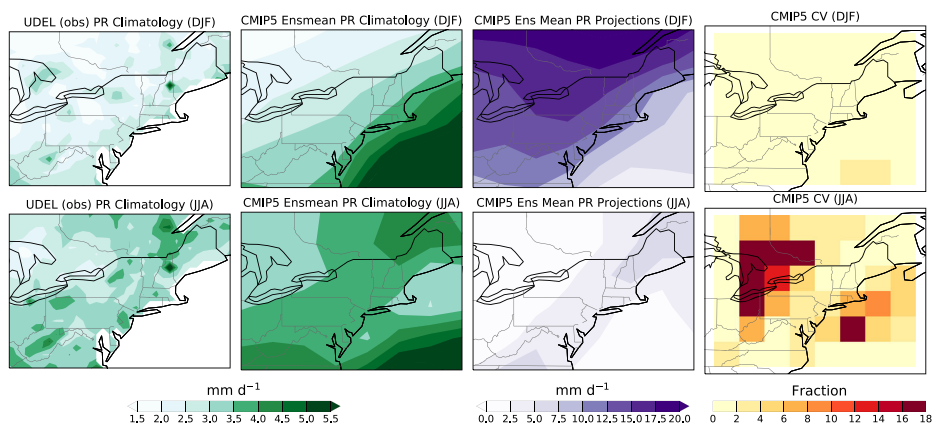 UDEL (obs) PR Climatology (DJF)
CMIP5 Ensmean PR Climatology (DJF)
CMIP5 Ens Mean PR Projections (DJF)
CMIP5 CV (DJF)
UDEL (obs) PR Climatology (JJA)
CMIP5 Ensmean PR Climatology (JJA)
CMIP5 Ens Mean PR Projections (JJA)
CMIP5 CV (JJA)
mm d⁻¹
1.5 2.0 2.5 3.0 3.5 4.0 4.5 5.0 5.5
mm d⁻¹
0.0 2.5 5.0 7.5 10.0 12.5 15.0 17.5 20.0
Fraction
0 2 4 6 8 10 12 14 16 18